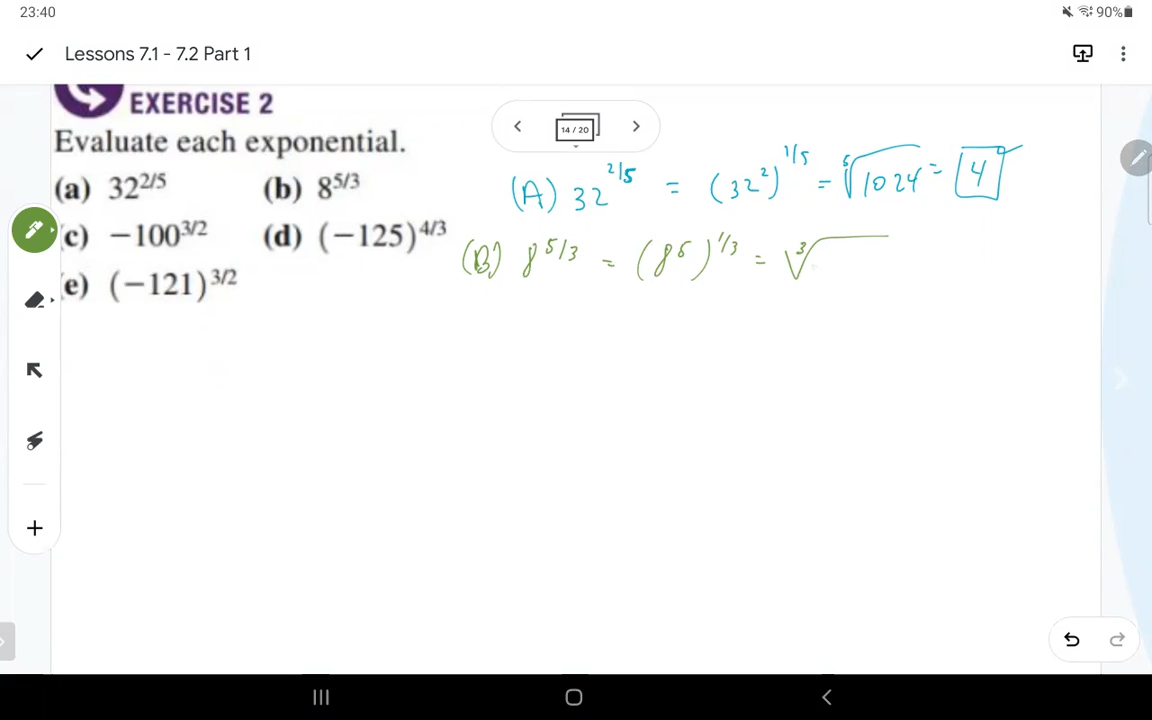 23:40
90%
Lessons 7.1 - 7.2 Part 1
EXERCISE 2
14 / 20
Evaluate each exponential.
(a) 32^{2/5} (b) 8^{5/3}
c) −100^{3/2} (d) (−125)^{4/3}
e) (−121)^{3/2}
(A) 32^{2/5} = (32^2)^{1/5} = \sqrt[5]{1024} = 4
(B) 8^{5/3} = (8^5)^{1/3} = \sqrt[3]{}